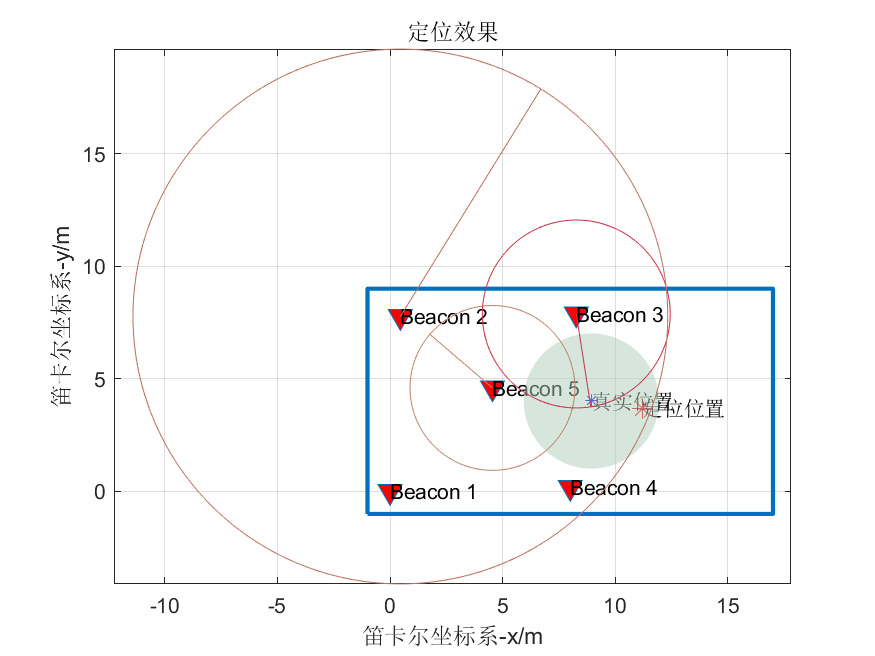 定位效果
15
10
5
0
Beacon 2
Beacon 3
Beacon 5
真实位置
定位位置
Beacon 1
Beacon 4
-10
-5
0
5
10
15
笛卡尔坐标系-x/m
笛卡尔坐标系-y/m